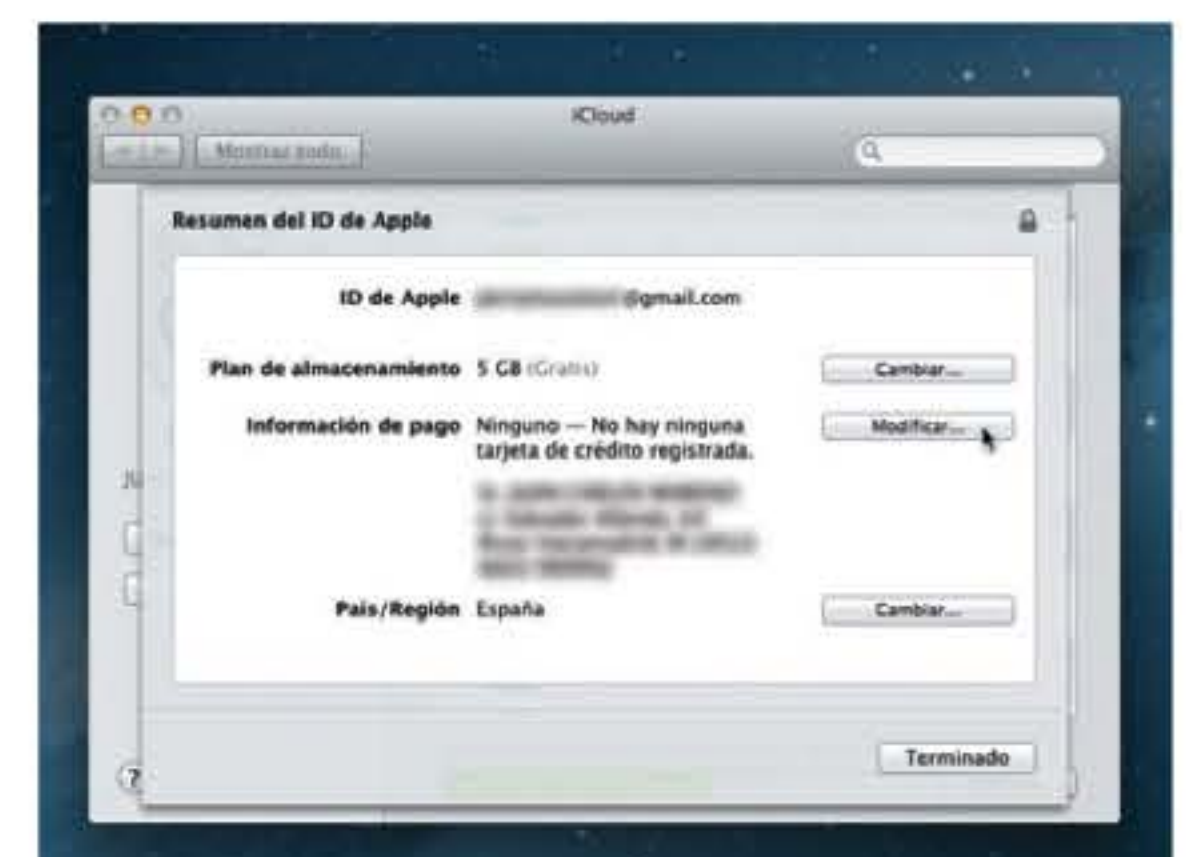 iCloud
Mostrar todo
Resumen del ID de Apple
ID de Apple @gmail.com
Plan de almacenamiento 5 GB (Gratis) Cambiar...
Información de pago Ninguno — No hay ninguna Modificar...
tarjeta de crédito registrada.
País/Región España Cambiar...
Terminado
?